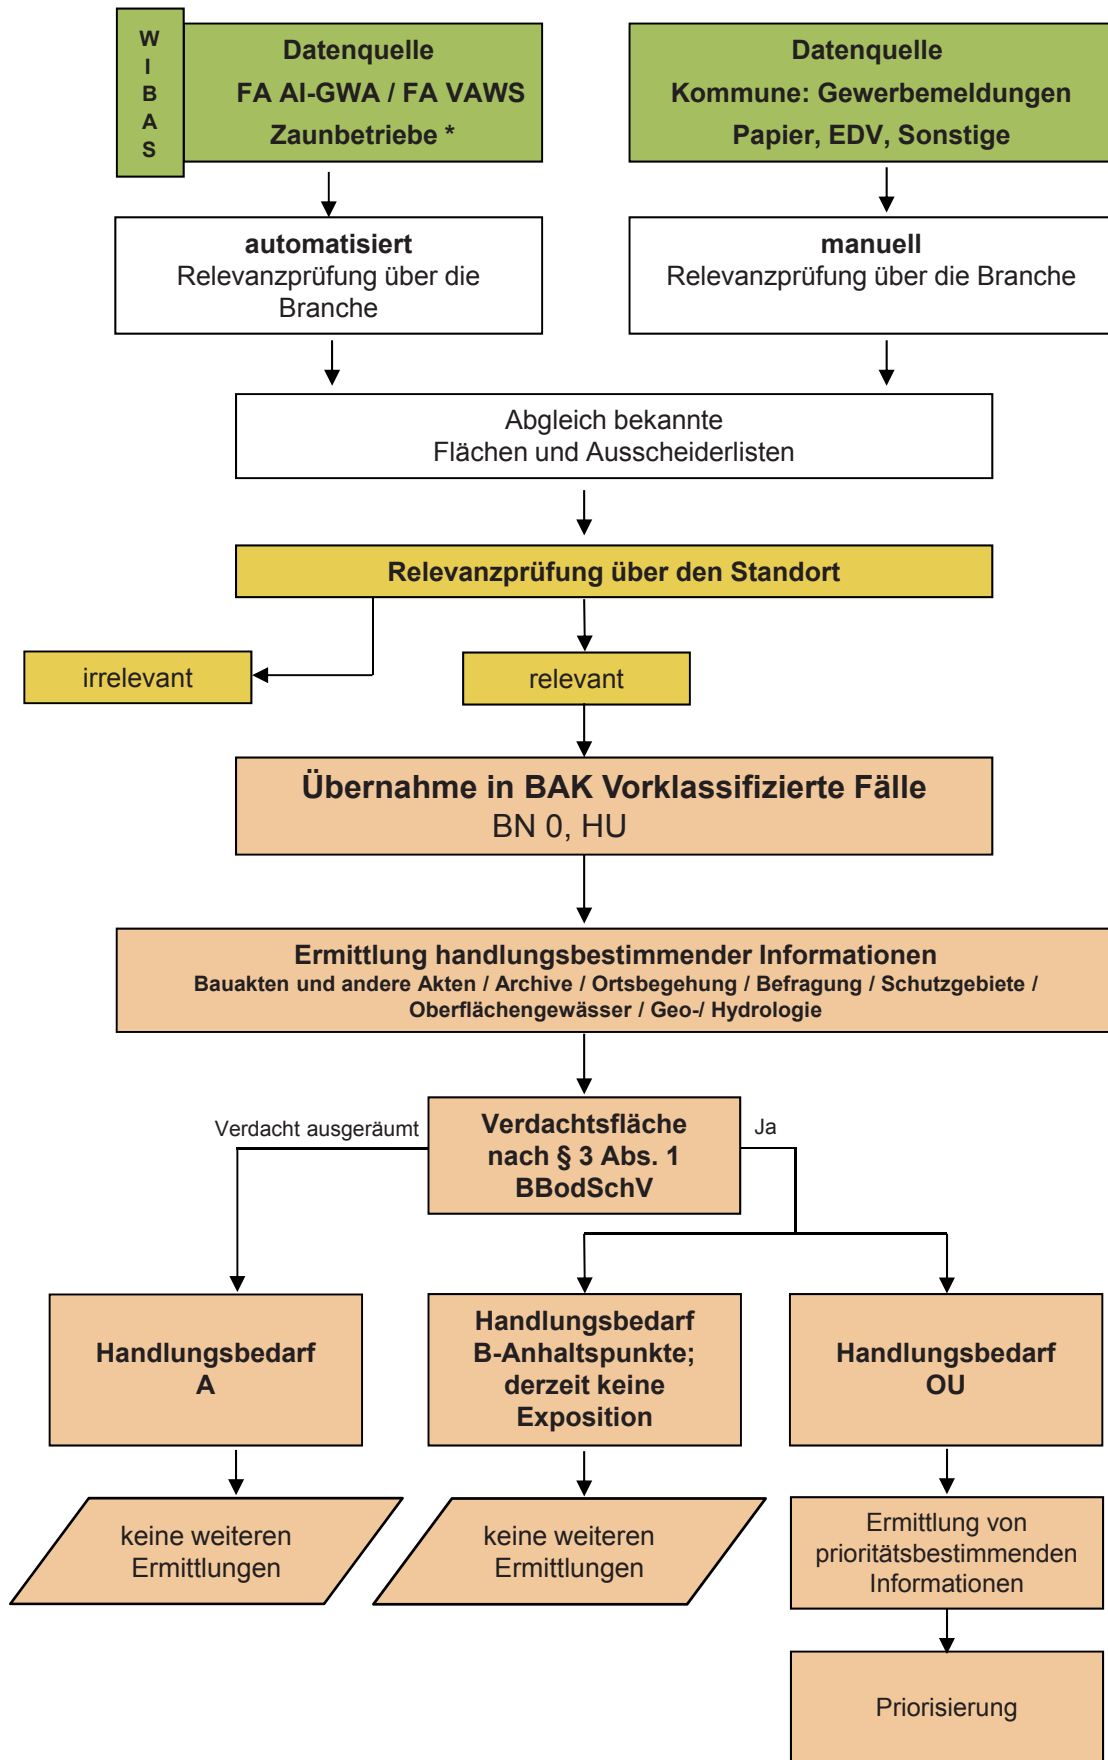 W
I
B
A
S
Datenquelle
FA AI-GWA / FA VAWS
Zaunbetriebe *
Datenquelle
Kommune: Gewerbemeldungen
Papier, EDV, Sonstige
automatisiert
Relevanzprüfung über die
Branche
manuell
Relevanzprüfung über die Branche
Abgleich bekannte
Flächen und Ausscheiderlisten
Relevanzprüfung über den Standort
irrelevant
relevant
Übernahme in BAK Vorklassifizierte Fälle
BN 0, HU
Ermittlung handlungsbestimmender Informationen
Bauakten und andere Akten / Archive / Ortsbegehung / Befragung / Schutzgebiete /
Oberflächengewässer / Geo-/ Hydrologie
Verdacht ausgeräumt
Verdachtsfläche
nach § 3 Abs. 1
BBodSchV
Ja
Handlungsbedarf
A
Handlungsbedarf
B-Anhaltspunkte;
derzeit keine
Exposition
Handlungsbedarf
OU
keine weiteren
Ermittlungen
keine weiteren
Ermittlungen
Ermittlung von
prioritätsbestimmenden
Informationen
Priorisierung